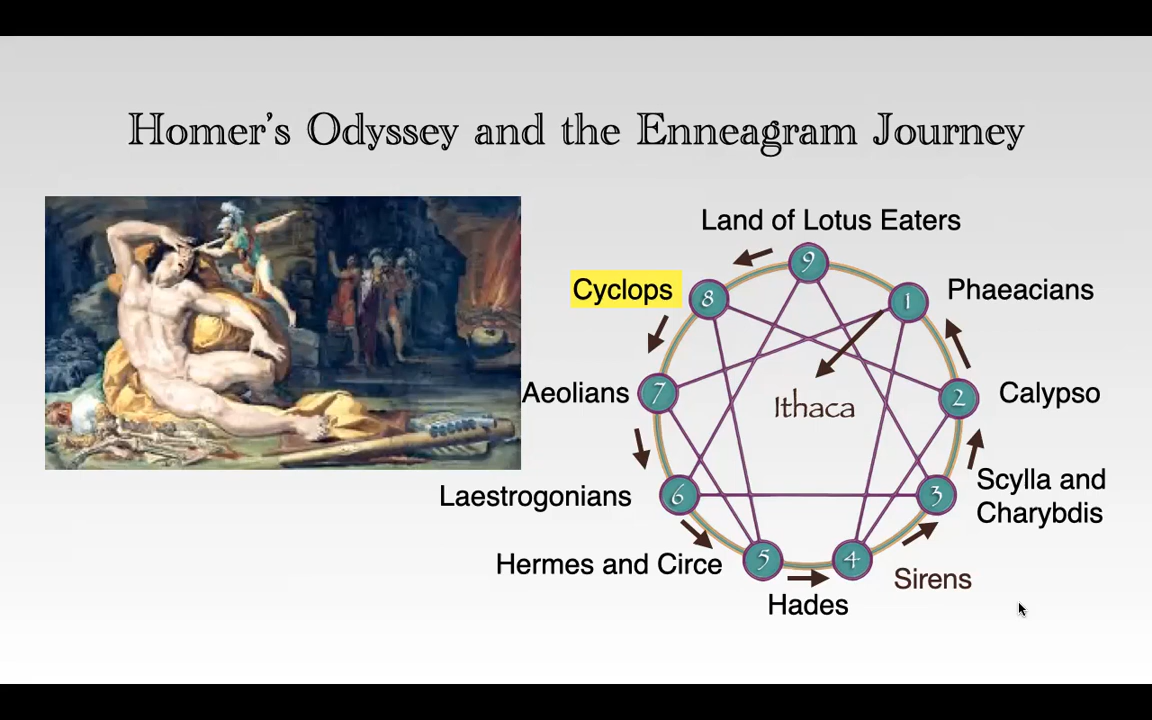 Homer's Odyssey and the Enneagram Journey
Land of Lotus Eaters
9
Cyclops
8
1
Phaeacians
Aeolians
7
Ithaca
2
Calypso
Laestrogonians
6
3
Scylla and
Charybdis
Hermes and Circe
5
4
Sirens
Hades